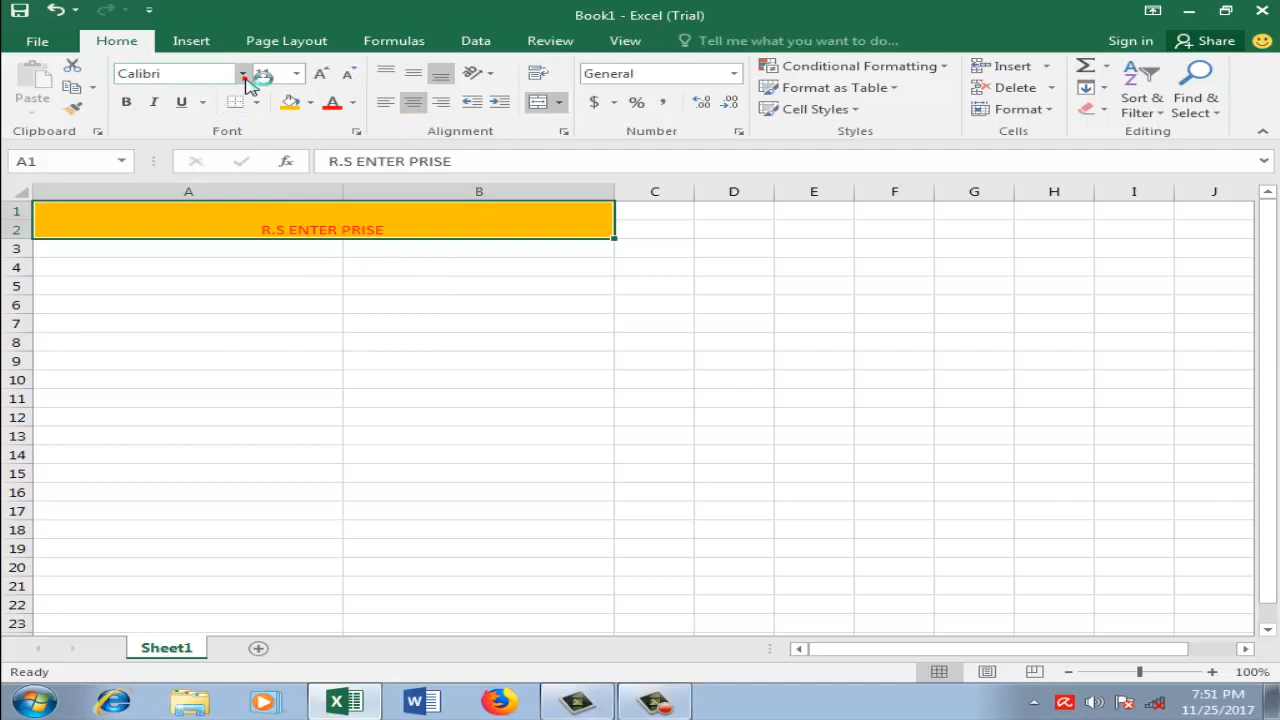 Book1 - Excel (Trial)
File Home Insert Page Layout Formulas Data Review View Tell me what you want to do... Sign in Share
Calibri General Conditional Formatting Insert
Paste B I U $ % Format as Table Delete Sort & Find &
Cell Styles Format Filter Select
Clipboard Font Alignment Number Styles Cells Editing
A1 fx R.S ENTER PRISE
A B C D E F G H I J
1
2 R.S ENTER PRISE
3
4
5
6
7
8
9
10
11
12
13
14
15
16
17
18
19
20
21
22
23
Sheet1
Ready 100%
7:51 PM
11/25/2017